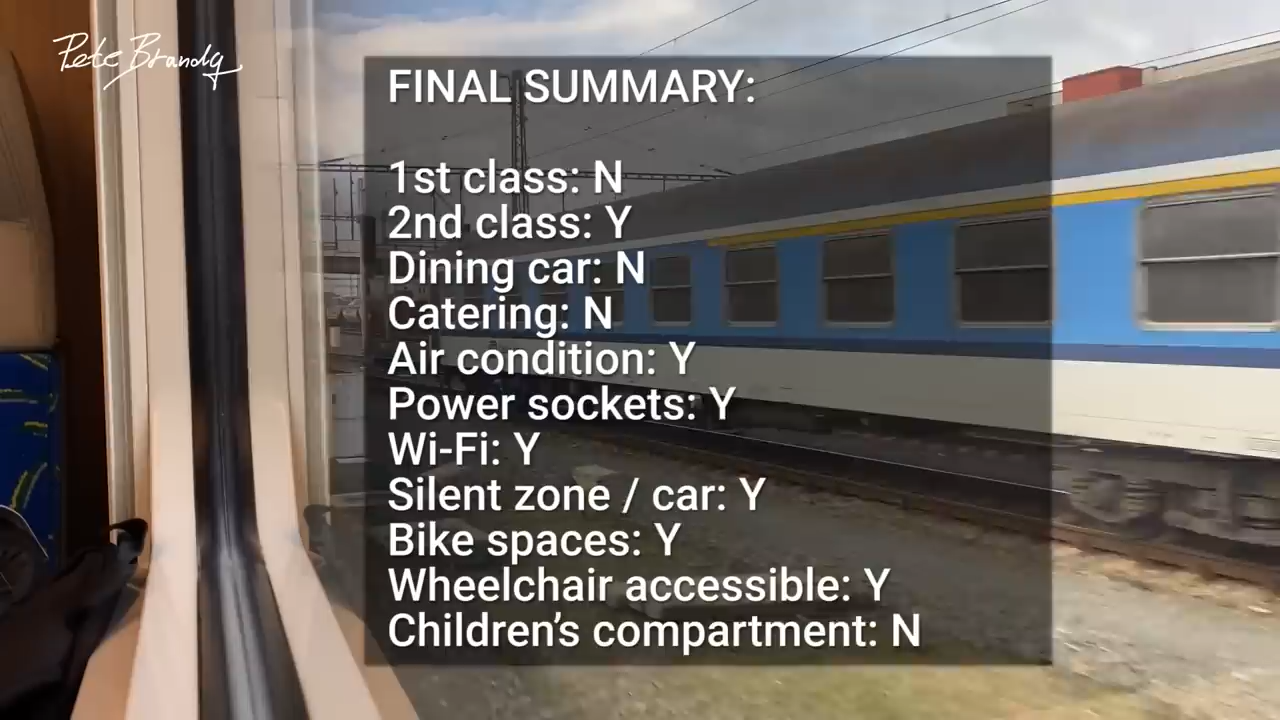 Pete Brandy
FINAL SUMMARY:
1st class: N
2nd class: Y
Dining car: N
Catering: N
Air condition: Y
Power sockets: Y
Wi-Fi: Y
Silent zone / car: Y
Bike spaces: Y
Wheelchair accessible: Y
Children’s compartment: N